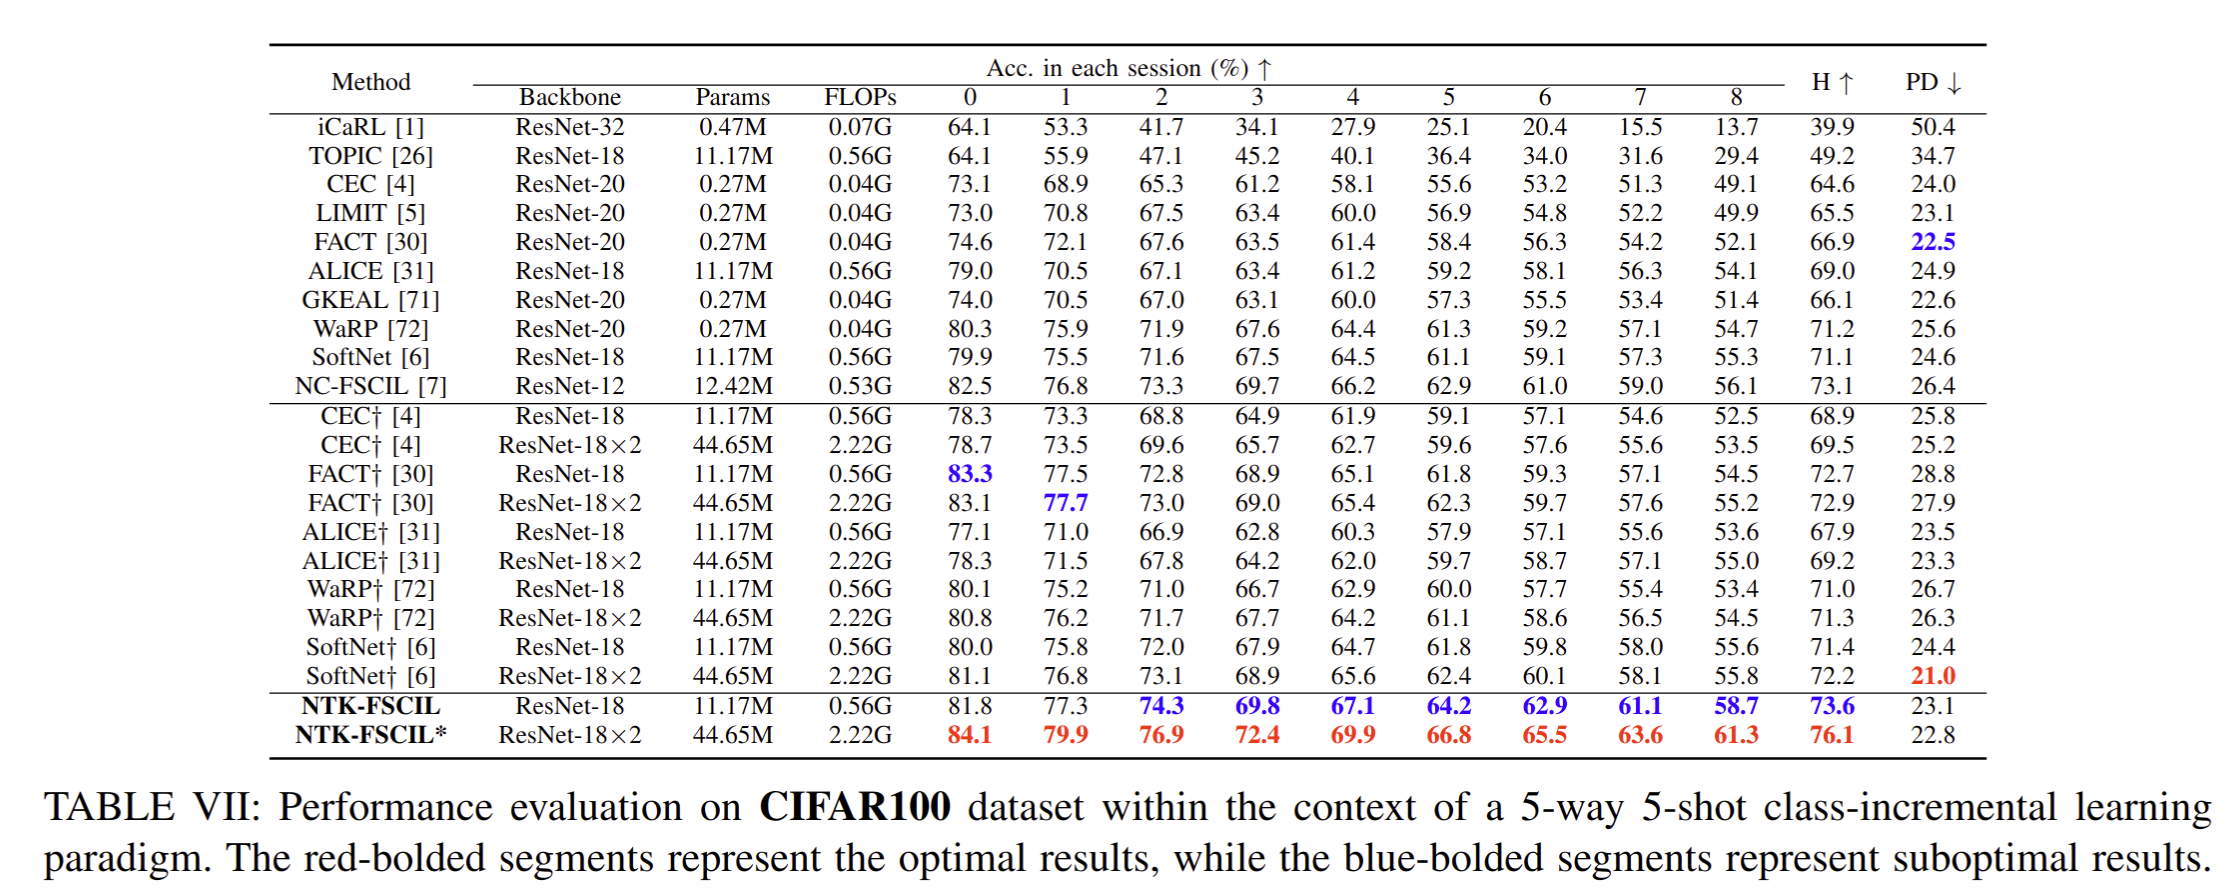 Method Acc. in each session (%) ↑ H ↑ PD ↓
Backbone Params FLOPs 0 1 2 3 4 5 6 7 8
iCaRL [1] ResNet-32 0.47M 0.07G 64.1 53.3 41.7 34.1 27.9 25.1 20.4 15.5 13.7 39.9 50.4
TOPIC [26] ResNet-18 11.17M 0.56G 64.1 55.9 47.1 45.2 40.1 36.4 34.0 31.6 29.4 49.2 34.7
CEC [4] ResNet-20 0.27M 0.04G 73.1 68.9 65.3 61.2 58.1 55.6 53.2 51.3 49.1 64.6 24.0
LIMIT [5] ResNet-20 0.27M 0.04G 73.0 70.8 67.5 63.4 60.0 56.9 54.8 52.2 49.9 65.5 23.1
FACT [30] ResNet-20 0.27M 0.04G 74.6 72.1 67.6 63.5 61.4 58.4 56.3 54.2 52.1 66.9 22.5
ALICE [31] ResNet-18 11.17M 0.56G 79.0 70.5 67.1 63.4 61.2 59.2 58.1 56.3 54.1 69.0 24.9
GKEAL [71] ResNet-20 0.27M 0.04G 74.0 70.5 67.0 63.1 60.0 57.3 55.5 53.4 51.4 66.1 22.6
WaRP [72] ResNet-20 0.27M 0.04G 80.3 75.9 71.9 67.6 64.4 61.3 59.2 57.1 54.7 71.2 25.6
SoftNet [6] ResNet-18 11.17M 0.56G 79.9 75.5 71.6 67.5 64.5 61.1 59.1 57.3 55.3 71.1 24.6
NC-FSCIL [7] ResNet-12 12.42M 0.53G 82.5 76.8 73.3 69.7 66.2 62.9 61.0 59.0 56.1 73.1 26.4
CEC† [4] ResNet-18 11.17M 0.56G 78.3 73.3 68.8 64.9 61.9 59.1 57.1 54.6 52.5 68.9 25.8
CEC† [4] ResNet-18×2 44.65M 2.22G 78.7 73.5 69.6 65.7 62.7 59.6 57.6 55.6 53.5 69.5 25.2
FACT† [30] ResNet-18 11.17M 0.56G 83.3 77.5 72.8 68.9 65.1 61.8 59.3 57.1 54.5 72.7 28.8
FACT† [30] ResNet-18×2 44.65M 2.22G 83.1 77.7 73.0 69.0 65.4 62.3 59.7 57.6 55.2 72.9 27.9
ALICE† [31] ResNet-18 11.17M 0.56G 77.1 71.0 66.9 62.8 60.3 57.9 57.1 55.6 53.6 67.9 23.5
ALICE† [31] ResNet-18×2 44.65M 2.22G 78.3 71.5 67.8 64.2 62.0 59.7 58.7 57.1 55.0 69.2 23.3
WaRP† [72] ResNet-18 11.17M 0.56G 80.1 75.2 71.0 66.7 62.9 60.0 57.7 55.4 53.4 71.0 26.7
WaRP† [72] ResNet-18×2 44.65M 2.22G 80.8 76.2 71.7 67.7 64.2 61.1 58.6 56.5 54.5 71.3 26.3
SoftNet† [6] ResNet-18 11.17M 0.56G 80.0 75.8 72.0 67.9 64.7 61.8 59.8 58.0 55.6 71.4 24.4
SoftNet† [6] ResNet-18×2 44.65M 2.22G 81.1 76.8 73.1 68.9 65.6 62.4 60.1 58.1 55.8 72.2 21.0
NTK-FSCIL ResNet-18 11.17M 0.56G 81.8 77.3 74.3 69.8 67.1 64.2 62.9 61.1 58.7 73.6 23.1
NTK-FSCIL* ResNet-18×2 44.65M 2.22G 84.1 79.9 76.9 72.4 69.9 66.8 65.5 63.6 61.3 76.1 22.8
TABLE VII: Performance evaluation on CIFAR100 dataset within the context of a 5-way 5-shot class-incremental learning
paradigm. The red-bolded segments represent the optimal results, while the blue-bolded segments represent suboptimal results.